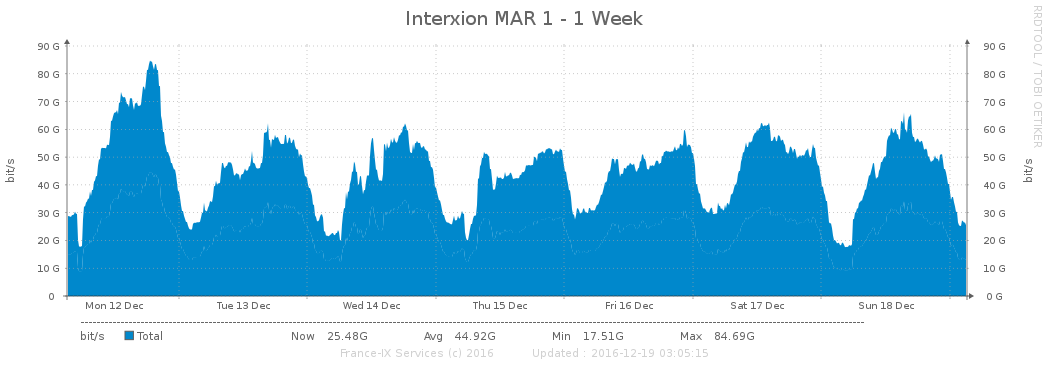 Interxion MAR 1 - 1 Week
RRDTOOL / TOBI OETIKER
bit/s
90 G
80 G
70 G
60 G
50 G
40 G
30 G
20 G
10 G
0
90 G
80 G
70 G
60 G
50 G
40 G
30 G
20 G
10 G
0 G
bit/s
Mon 12 Dec Tue 13 Dec Wed 14 Dec Thu 15 Dec Fri 16 Dec Sat 17 Dec Sun 18 Dec
bit/s Total Now 25.48G Avg 44.92G Min 17.51G Max 84.69G
France-IX Services (c) 2016 Updated : 2016-12-19 03:05:15